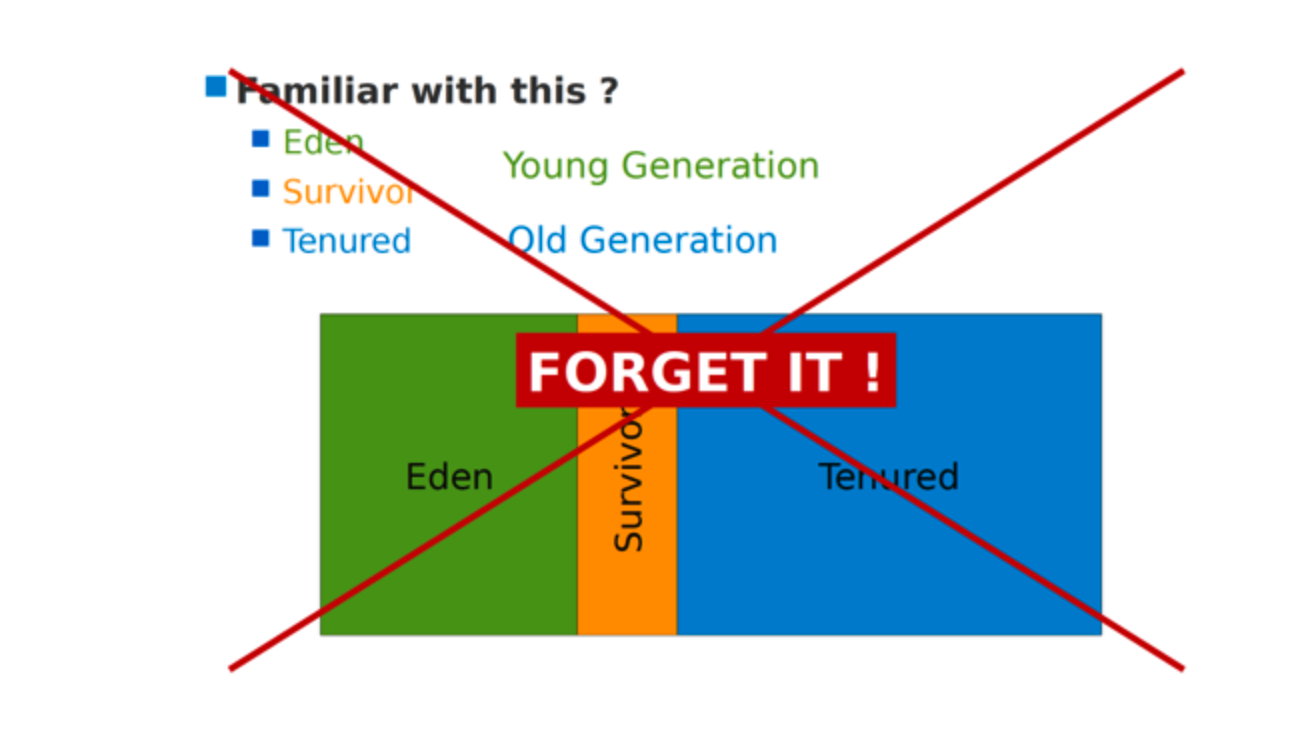 Familiar with this ?
Eden
Young Generation
Survivor
Tenured
Old Generation
FORGET IT !
Eden
Survivor
Tenured